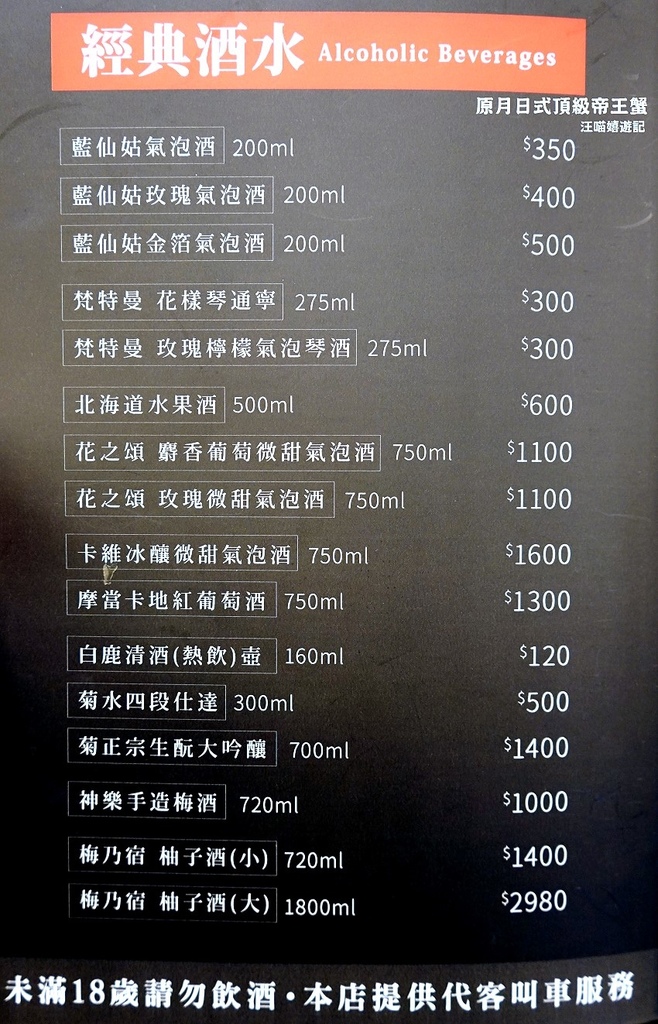 經典酒水 Alcoholic Beverages
原月日式頂級帝王蟹
汪喵嬉遊記
藍仙姑氣泡酒 200ml $350
藍仙姑玫瑰氣泡酒 200ml $400
藍仙姑金箔氣泡酒 200ml $500
梵特曼 花樣琴通寧 275ml $300
梵特曼 玫瑰檸檬氣泡琴酒 275ml $300
北海道水果酒 500ml $600
花之頌 麝香葡萄微甜氣泡酒 750ml $1100
花之頌 玫瑰微甜氣泡酒 750ml $1100
卡維冰釀微甜氣泡酒 750ml $1600
摩當卡地紅葡萄酒 750ml $1300
白鹿清酒(熱飲)壺 160ml $120
菊水四段仕達 300ml $500
菊正宗生酛大吟釀 700ml $1400
神樂手造梅酒 720ml $1000
梅乃宿 柚子酒(小) 720ml $1400
梅乃宿 柚子酒(大) 1800ml $2980
未滿18歲請勿飲酒·本店提供代客叫車服務